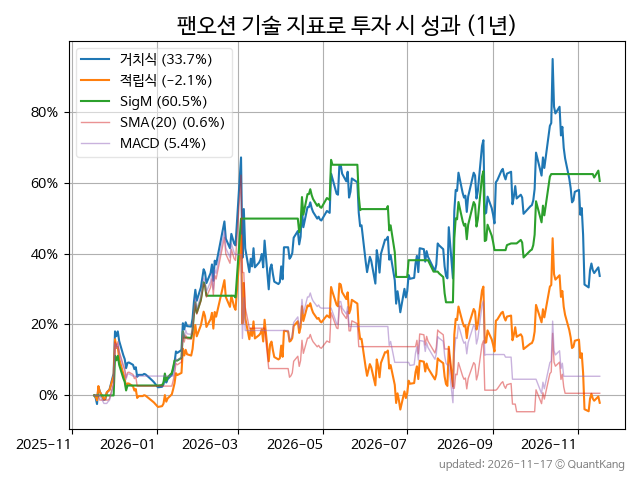 팬오션 기술 지표로 투자 시 성과 (1년)
거치식 (33.7%)
적립식 (-2.1%)
SigM (60.5%)
SMA(20) (0.6%)
MACD (5.4%)
80%
60%
40%
20%
0%
2025-11 2026-01 2026-03 2026-05 2026-07 2026-09 2026-11
updated: 2026-11-17 © QuantKang